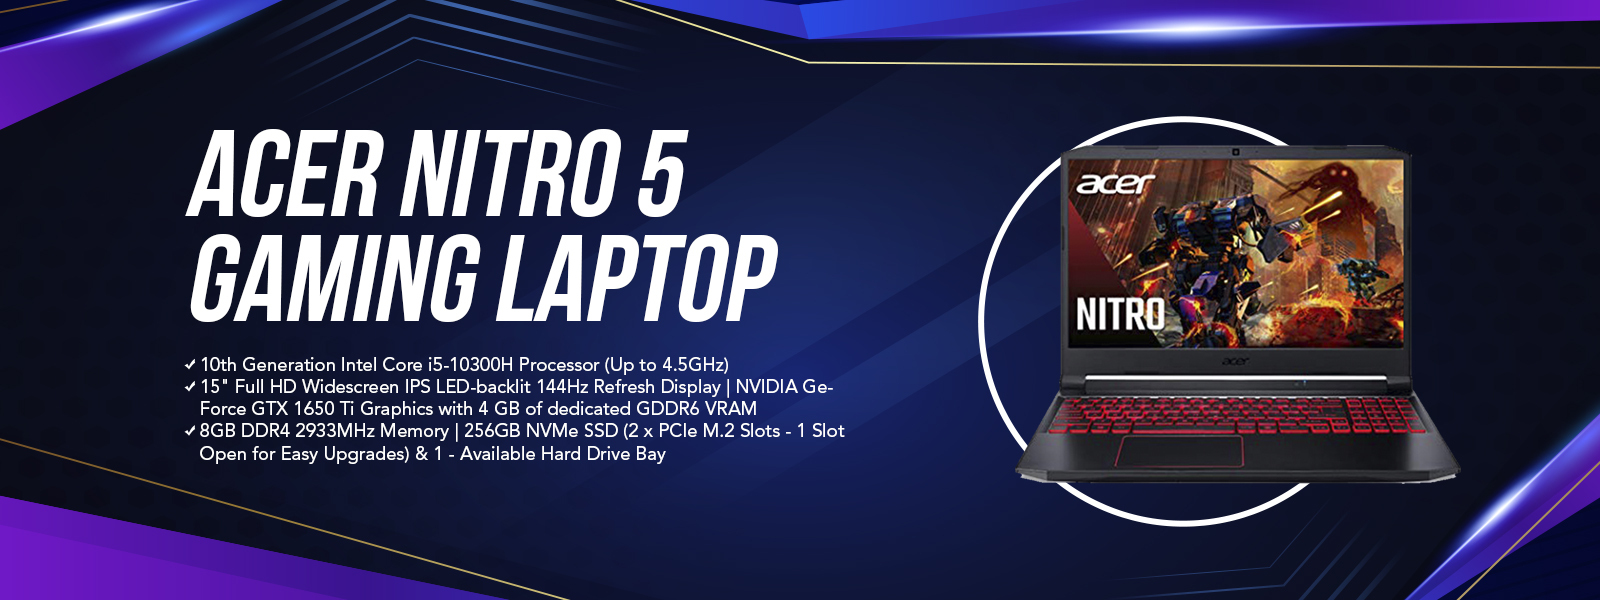 ACER NITRO 5
GAMING LAPTOP
✓ 10th Generation Intel Core i5-10300H Processor (Up to 4.5GHz)
✓ 15" Full HD Widescreen IPS LED-backlit 144Hz Refresh Display | NVIDIA Ge-
Force GTX 1650 Ti Graphics with 4 GB of dedicated GDDR6 VRAM
✓ 8GB DDR4 2933MHz Memory | 256GB NVMe SSD (2 x PCIe M.2 Slots - 1 Slot
Open for Easy Upgrades) & 1 - Available Hard Drive Bay
acer
NITRO
acer